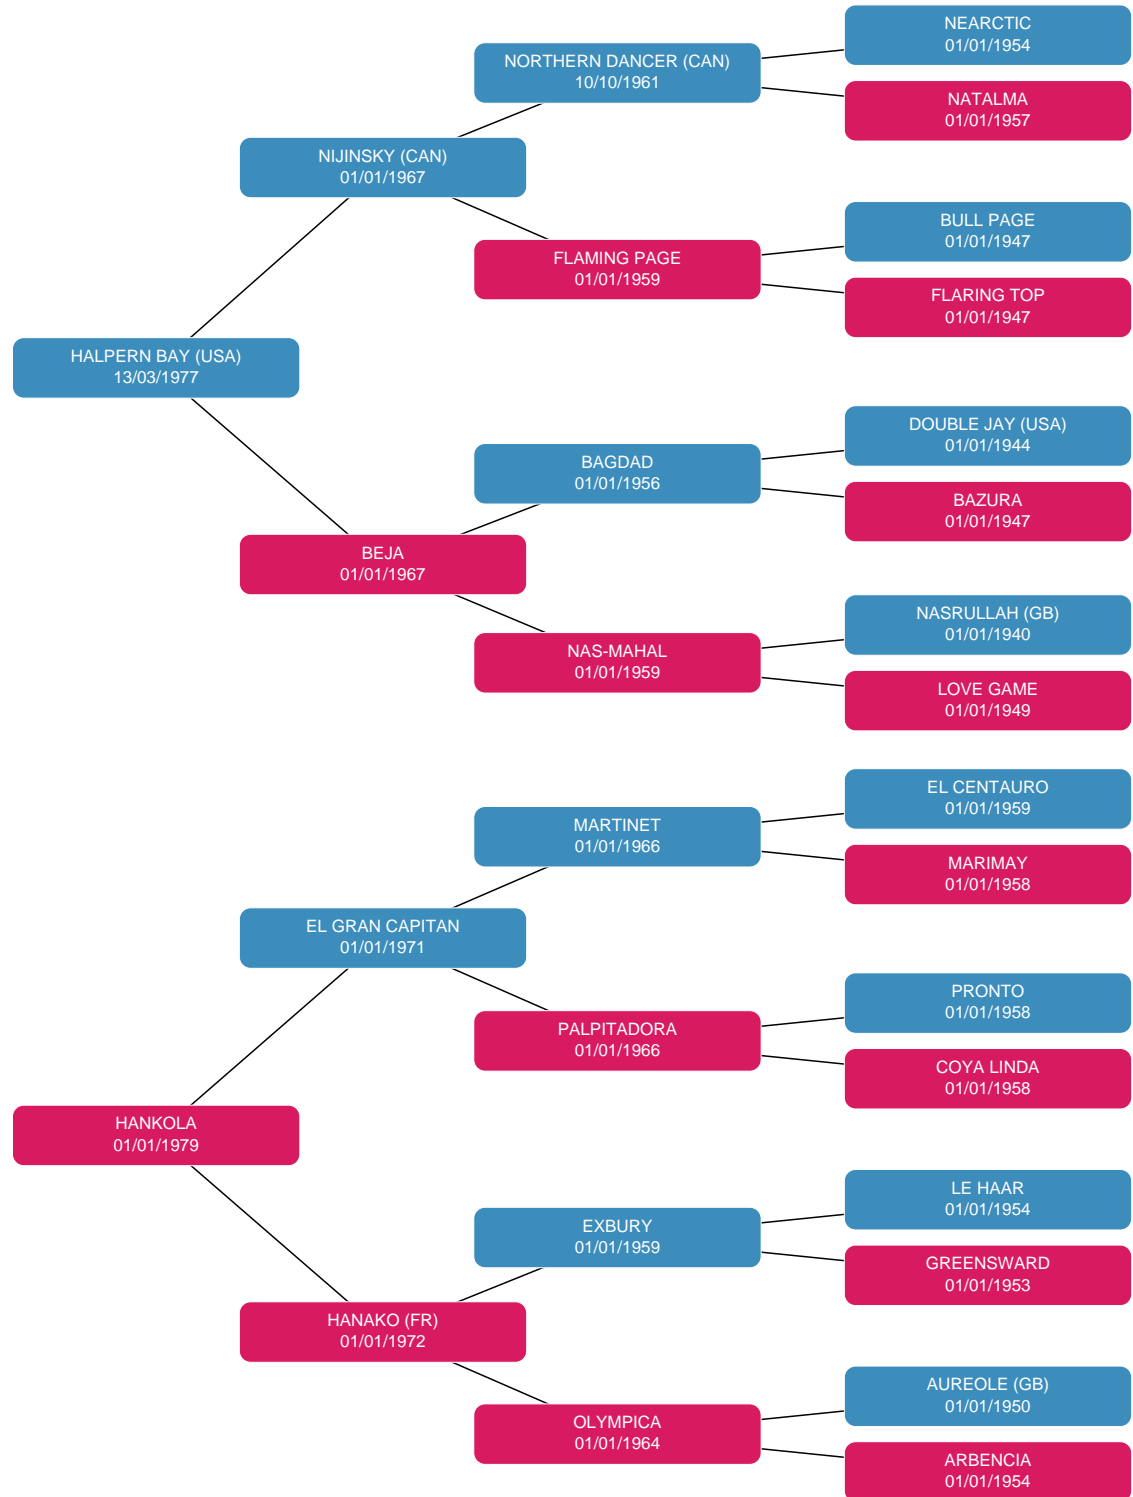 NEARCTIC
01/01/1954
NORTHERN DANCER (CAN)
10/10/1961
NATALMA
01/01/1957
NIJINSKY (CAN)
01/01/1967
BULL PAGE
01/01/1947
FLAMING PAGE
01/01/1959
FLARING TOP
01/01/1947
HALPERN BAY (USA)
13/03/1977
DOUBLE JAY (USA)
01/01/1944
BAGDAD
01/01/1956
BAZURA
01/01/1947
BEJA
01/01/1967
NASRULLAH (GB)
01/01/1940
NAS-MAHAL
01/01/1959
LOVE GAME
01/01/1949
EL CENTAURO
01/01/1959
MARTINET
01/01/1966
MARIMAY
01/01/1958
EL GRAN CAPITAN
01/01/1971
PRONTO
01/01/1958
PALPITADORA
01/01/1966
COYA LINDA
01/01/1958
HANKOLA
01/01/1979
LE HAAR
01/01/1954
EXBURY
01/01/1959
GREENSWARD
01/01/1953
HANAKO (FR)
01/01/1972
AUREOLE (GB)
01/01/1950
OLYMPICA
01/01/1964
ARBENCIA
01/01/1954